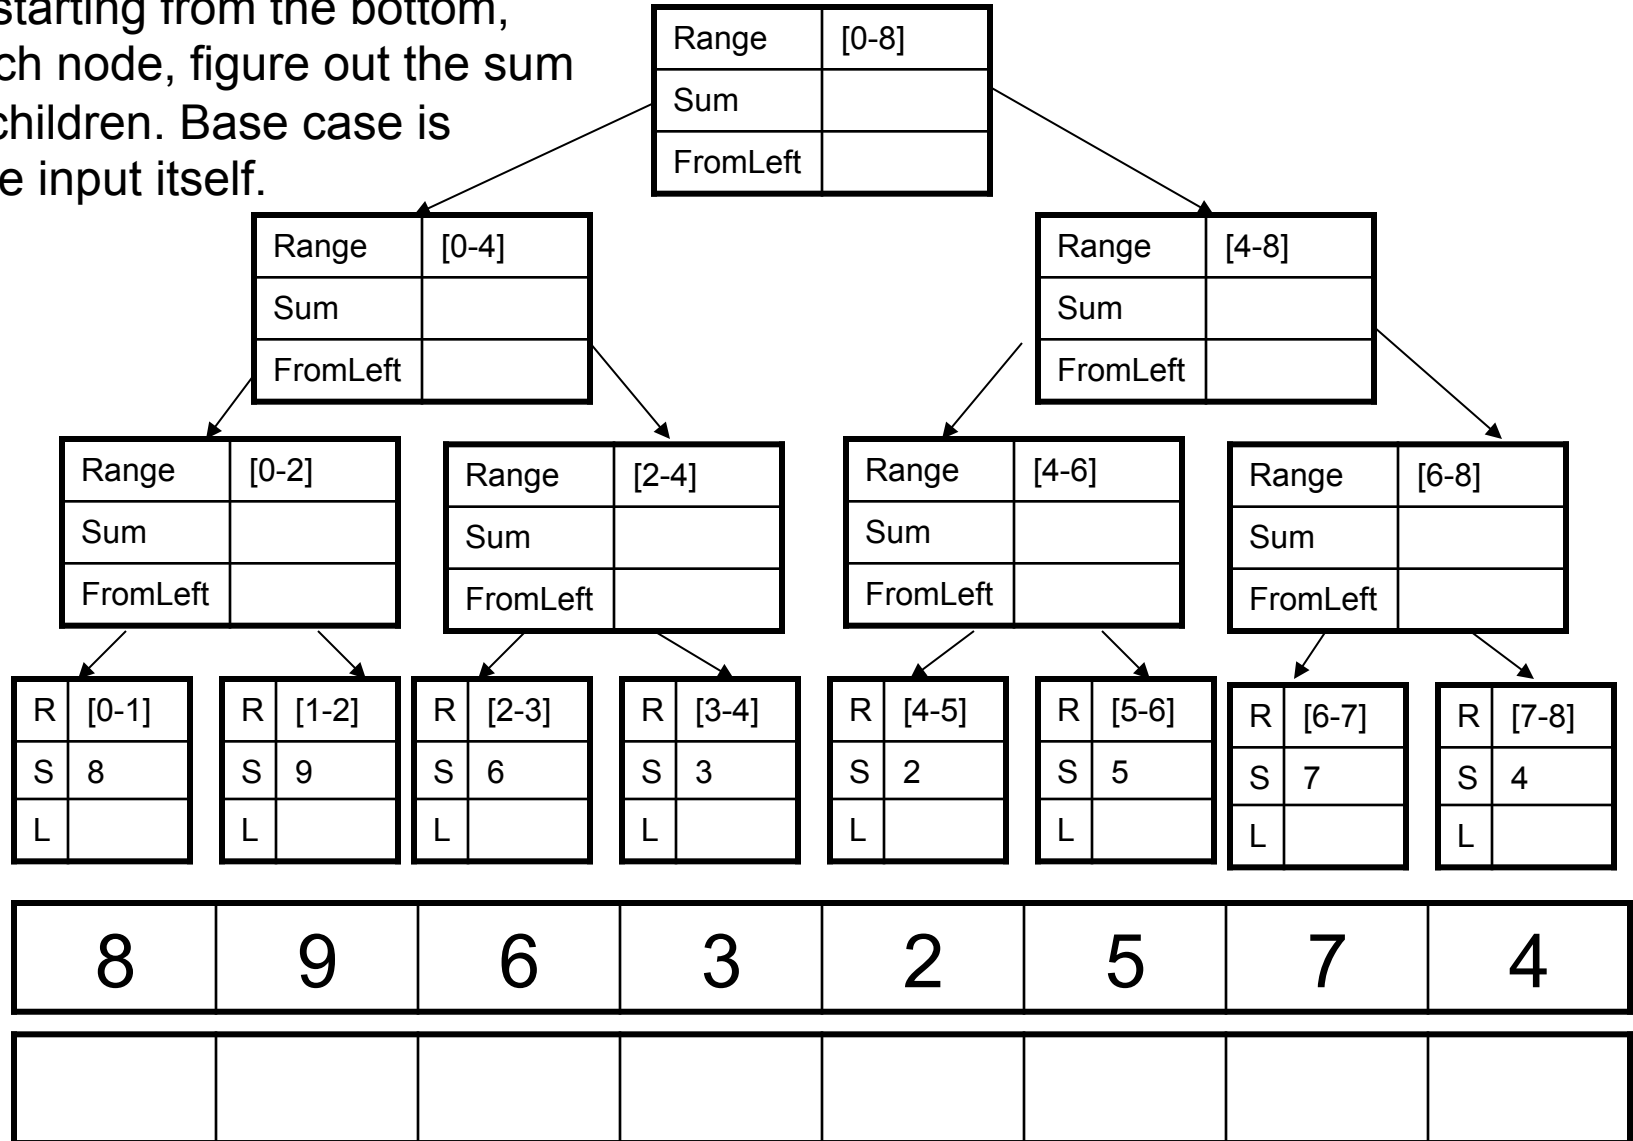 starting from the bottom,
ch node, figure out the sum
children. Base case is
e input itself.
Range [0-8]
Sum
FromLeft
Range [0-4]
Sum
FromLeft
Range [4-8]
Sum
FromLeft
Range [0-2]
Sum
FromLeft
Range [2-4]
Sum
FromLeft
Range [4-6]
Sum
FromLeft
Range [6-8]
Sum
FromLeft
R [0-1]
S 8
L
R [1-2]
S 9
L
R [2-3]
S 6
L
R [3-4]
S 3
L
R [4-5]
S 2
L
R [5-6]
S 5
L
R [6-7]
S 7
L
R [7-8]
S 4
L
8 9 6 3 2 5 7 4